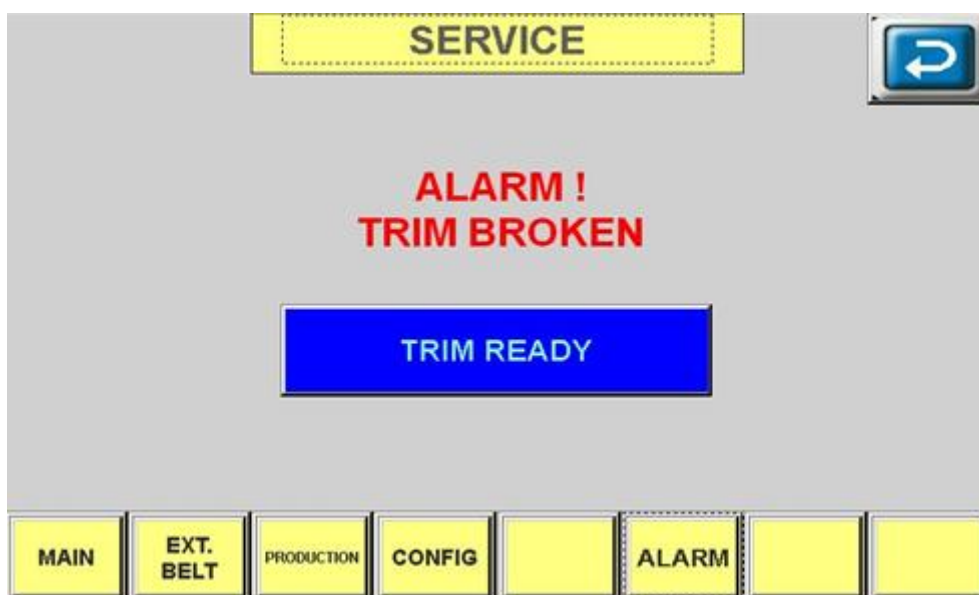 SERVICE
ALARM !
TRIM BROKEN
TRIM READY
MAIN
EXT.
BELT
PRODUCTION
CONFIG
ALARM